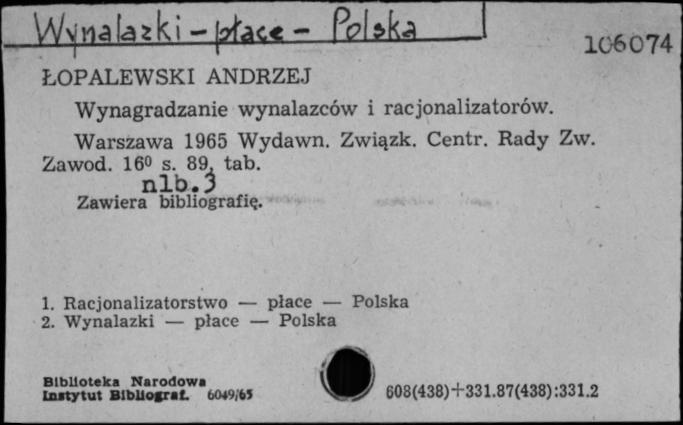 Wynalazki - płace - Polska
106074
ŁOPALEWSKI ANDRZEJ
Wynagradzanie wynalazców i racjonalizatorów.
Warszawa 1965 Wydawn. Związk. Centr. Rady Zw.
Zawod. 16⁰ s. 89, tab.
nlb.3
Zawiera bibliografię.
1. Racjonalizatorstwo — płace — Polska
2. Wynalazki — płace — Polska
Biblioteka Narodowa
Instytut Bibliograf. 6049/65
608(438)+331.87(438):331.2